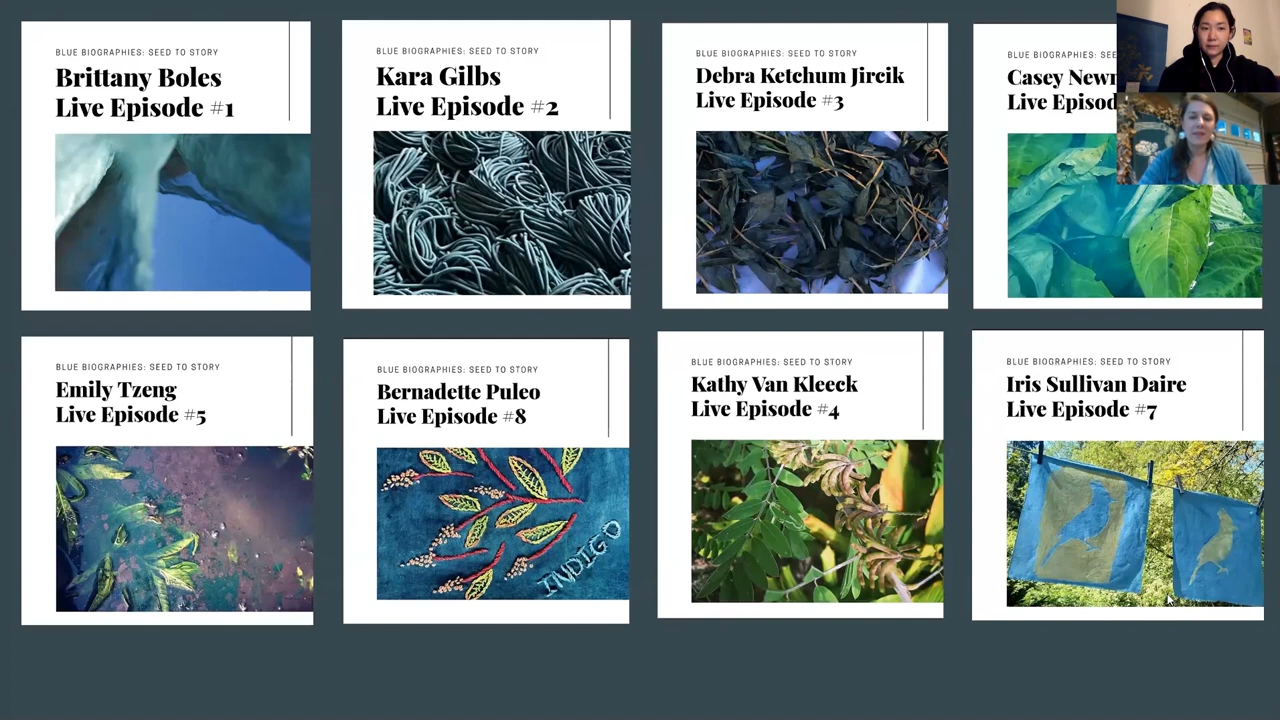 BLUE BIOGRAPHIES: SEED TO STORY
Brittany Boles
Live Episode #1
BLUE BIOGRAPHIES: SEED TO STORY
Kara Gilbs
Live Episode #2
BLUE BIOGRAPHIES: SEED TO STORY
Debra Ketchum Jircik
Live Episode #3
BLUE BIOGRAPHIES:
Casey
Live
BLUE BIOGRAPHIES: SEED TO STORY
Emily Tzeng
Live Episode #5
BLUE BIOGRAPHIES: SEED TO STORY
Bernadette Puleo
Live Episode #8
INDIGO
BLUE BIOGRAPHIES: SEED TO STORY
Kathy Van Kleeck
Live Episode #4
BLUE BIOGRAPHIES: SEED TO STORY
Iris Sullivan Daire
Live Episode #7